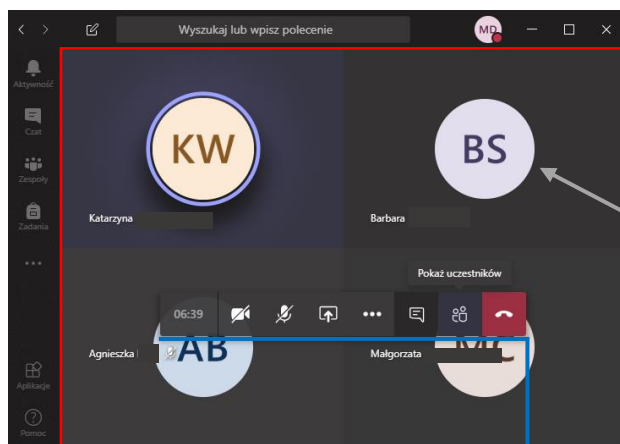 Wyszukaj lub wpisz polecenie
MD
Aktywność
Czat
Zespoły
Zadania
Aplikacje
Pomoc
KW
Katarzyna
BS
Barbara
Pokaż uczestników
06:39
Agnieszka
AB
Małgorzata
MC